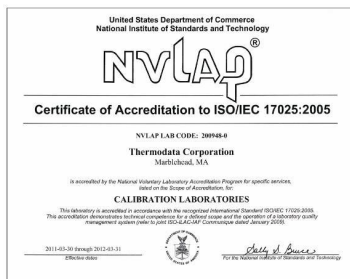 United States Department of Commerce
National Institute of Standards and Technology
NVLAP®
Certificate of Accreditation to ISO/IEC 17025:2005
NVLAP LAB CODE: 200948-0
Thermodata Corporation
Marblehead, MA
is accredited by the National Voluntary Laboratory Accreditation Program for specific services,
listed on the Scope of Accreditation, for:
CALIBRATION LABORATORIES
This laboratory is accredited in accordance with the recognized International Standard ISO/IEC 17025:2005.
This accreditation demonstrates technical competence for a defined scope and the operation of a laboratory quality
management system (refer to joint ISO-ILAC-IAF Communique dated January 2009).
2011-03-30 through 2012-03-31
Effective dates
Sally S. Bruce
For the National Institute of Standards and Technology